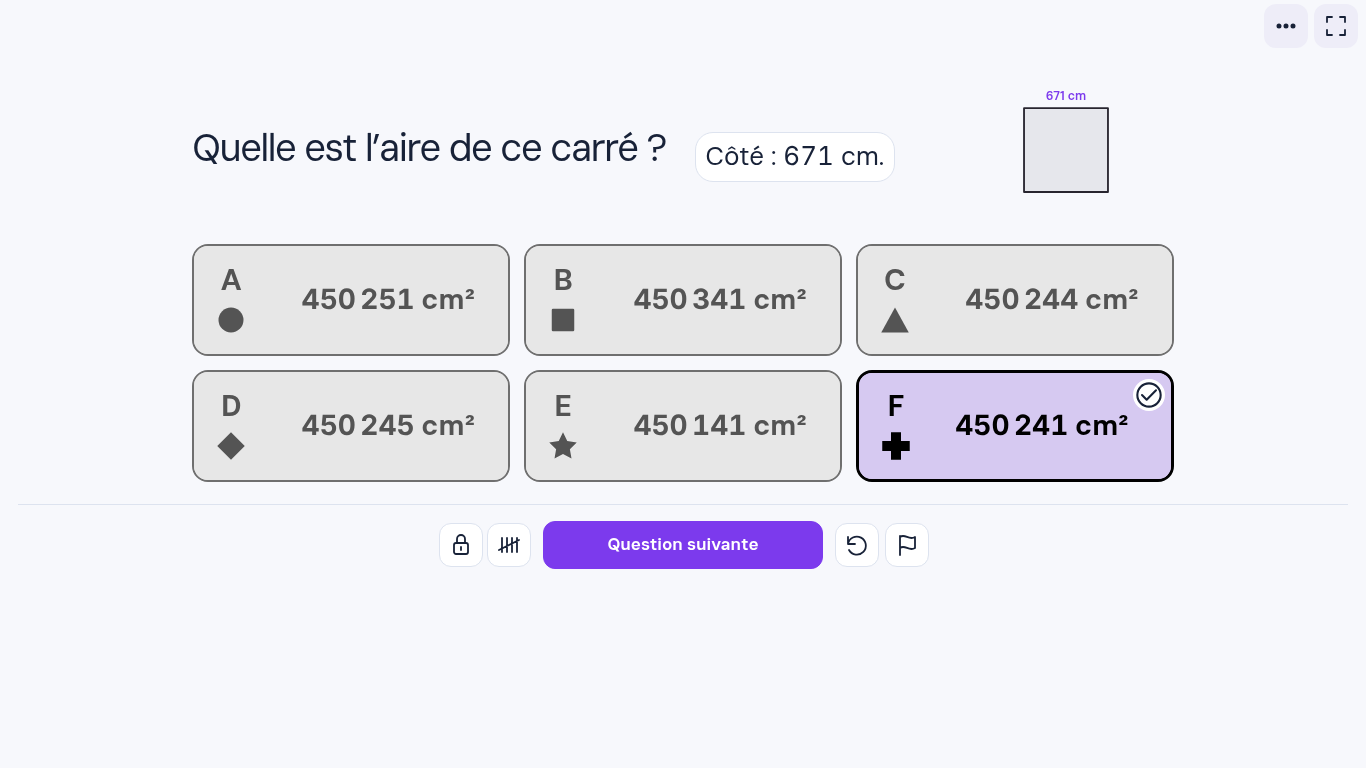 671 cm
Quelle est l’aire de ce carré ?
Côté : 671 cm.
A
450 251 cm²
B
450 341 cm²
C
450 244 cm²
D
450 245 cm²
E
450 141 cm²
F
450 241 cm²
Question suivante